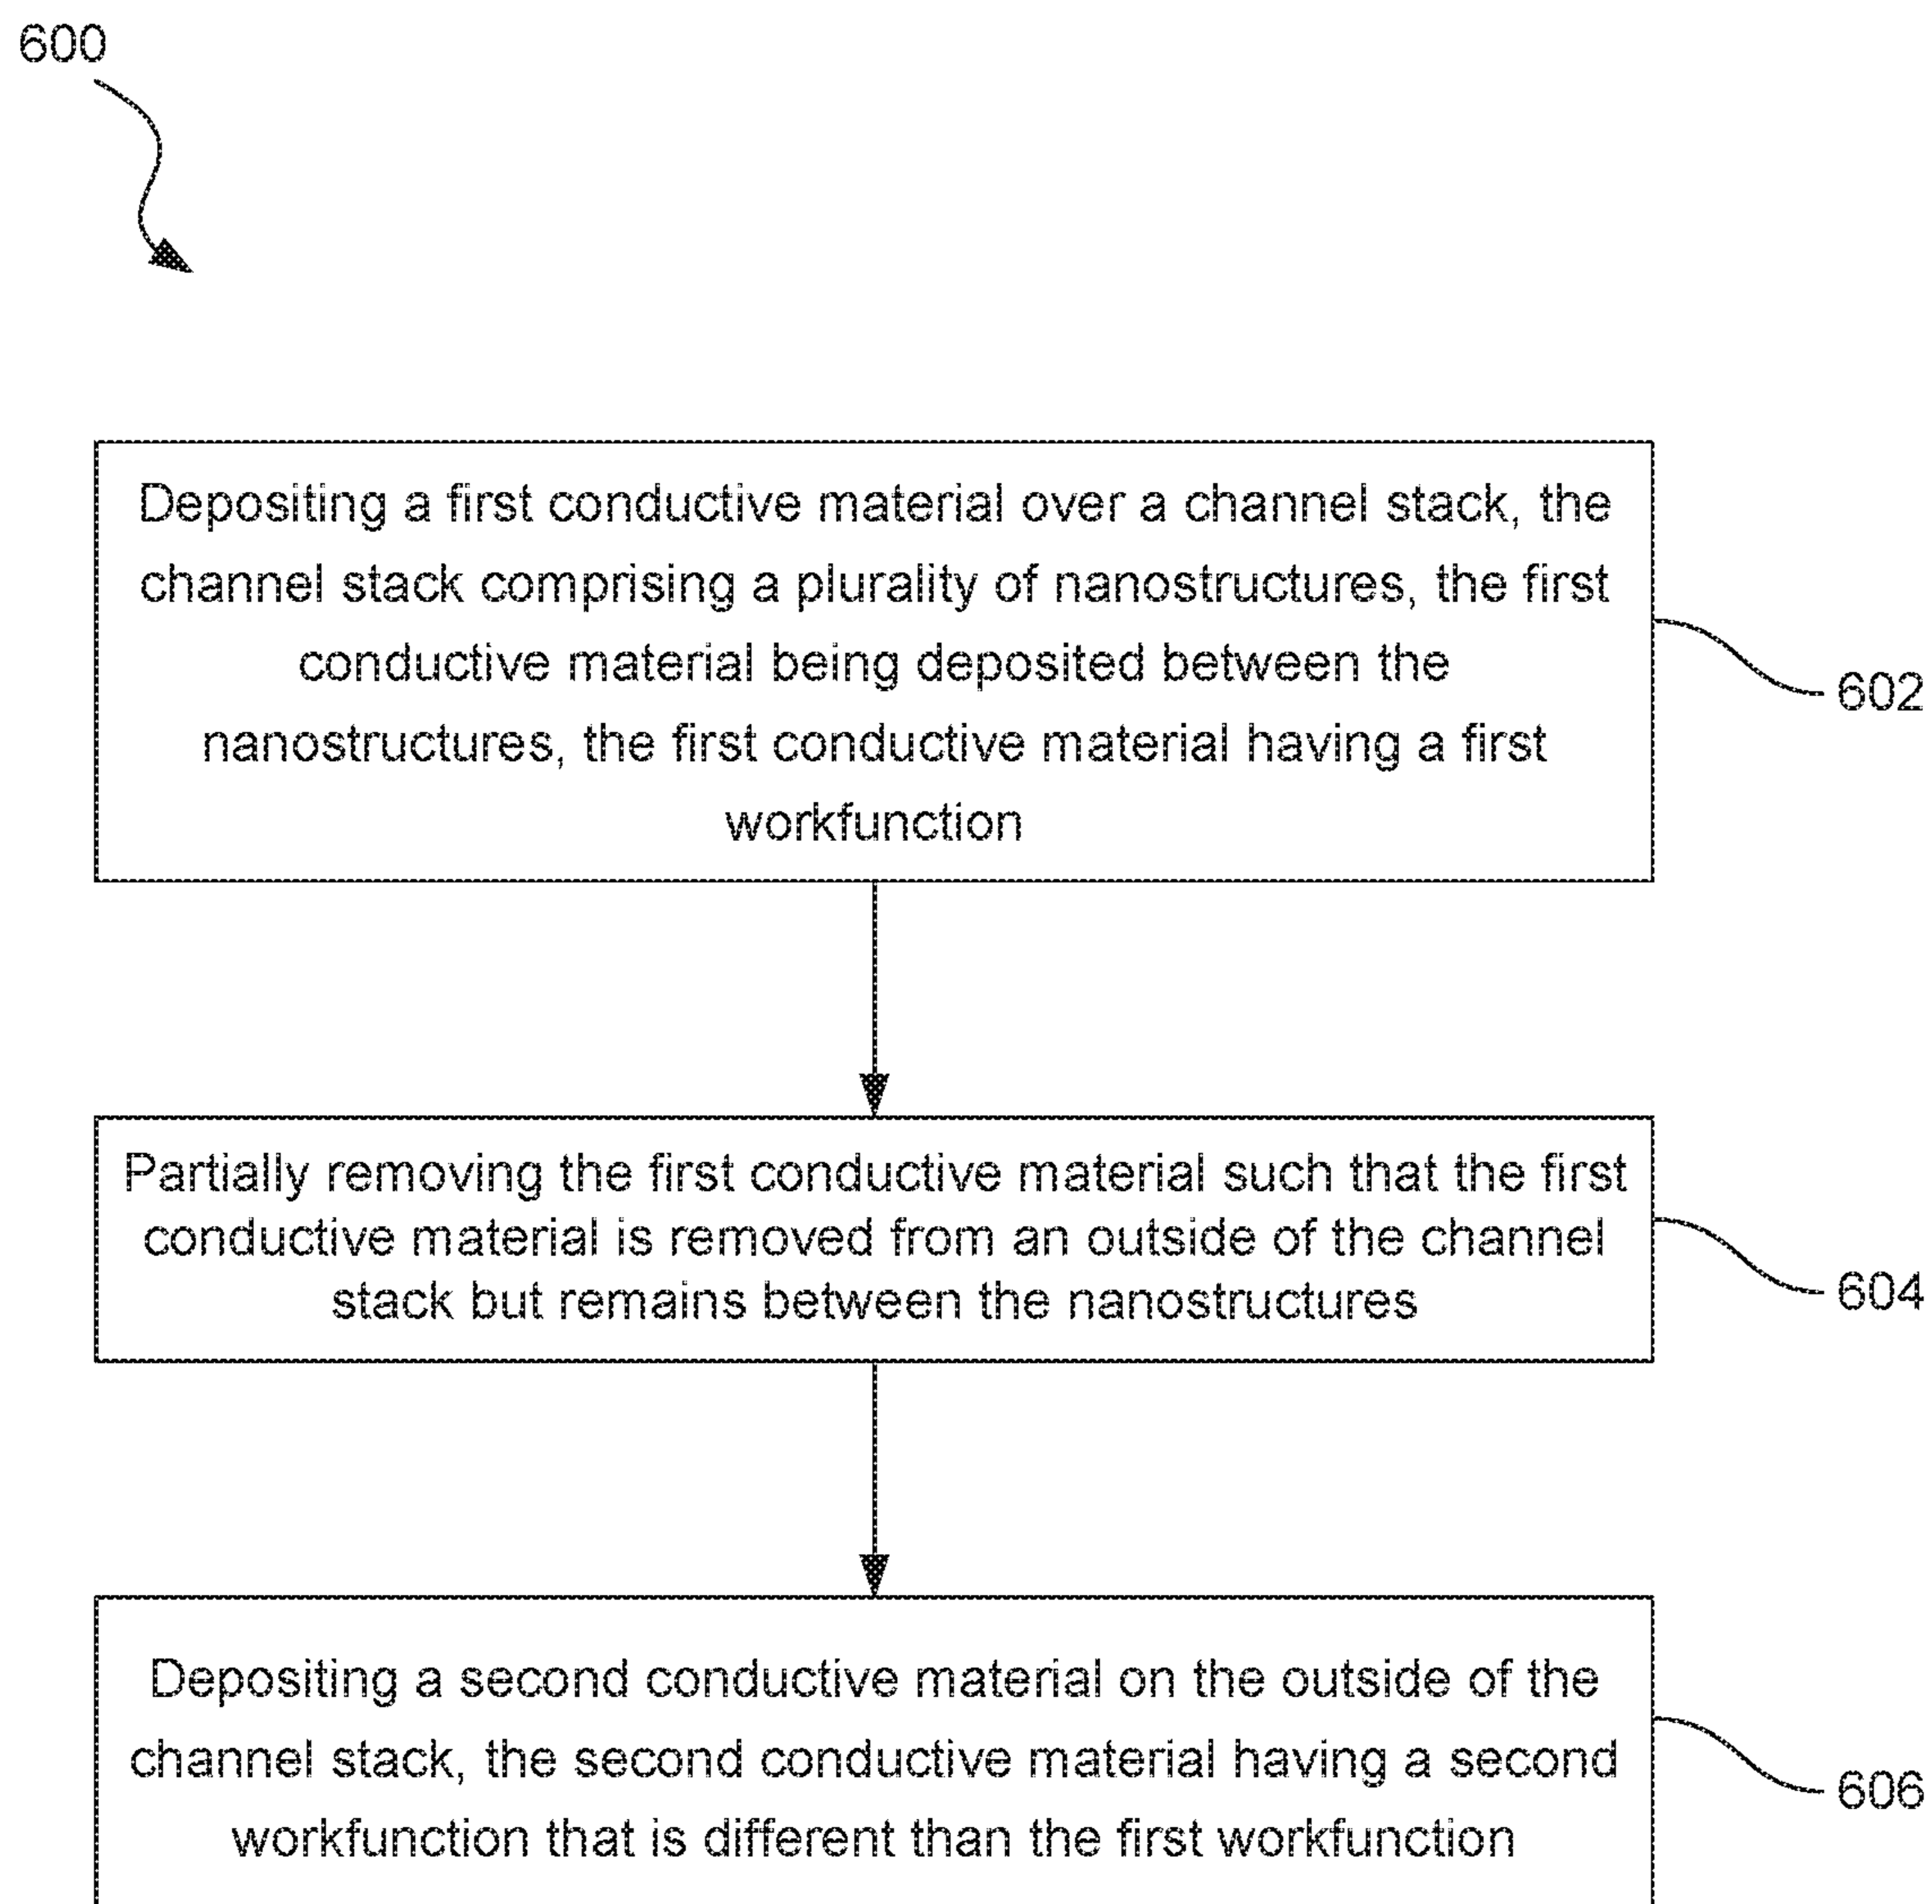 600
Depositing a first conductive material over a channel stack, the
channel stack comprising a plurality of nanostructures, the first
conductive material being deposited between the
nanostructures, the first conductive material having a first
workfunction
602
Partially removing the first conductive material such that the first
conductive material is removed from an outside of the channel
stack but remains between the nanostructures
604
Depositing a second conductive material on the outside of the
channel stack, the second conductive material having a second
workfunction that is different than the first workfunction
606